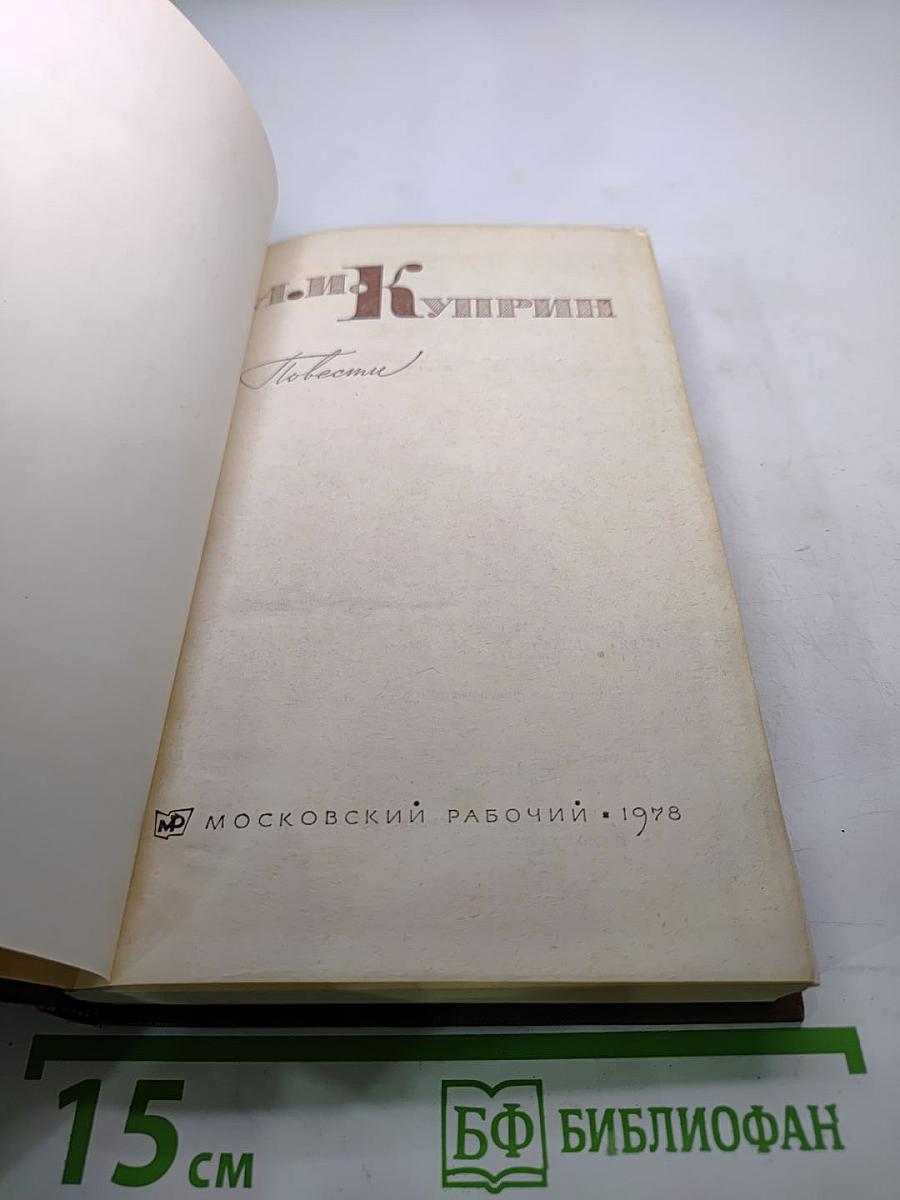 А.И. Куприн
Повести
МР МОСКОВСКИЙ РАБОЧИЙ ▪ 1978
15 см
БФ БИБЛИОФАН